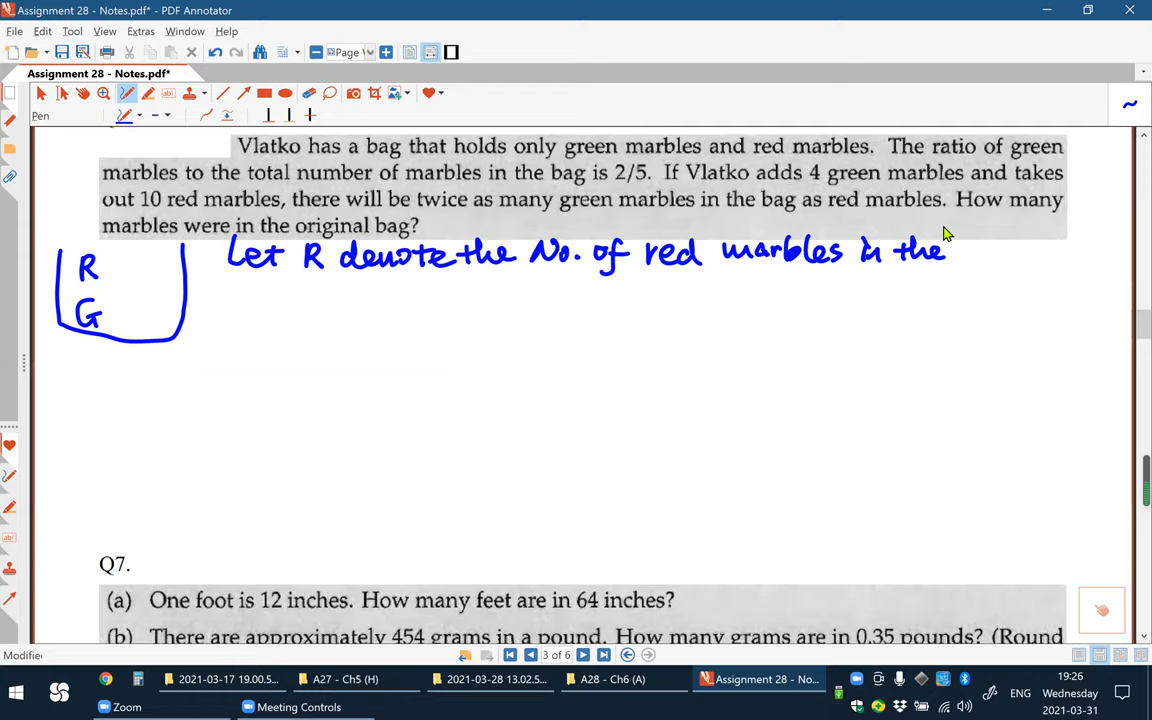 Assignment 28 - Notes.pdf* - PDF Annotator
File Edit View Tool Extras Window Help
Page V
Assignment 28 - Notes.pdf* ×
Pen
Vlatko has a bag that holds only green marbles and red marbles. The ratio of green
marbles to the total number of marbles in the bag is 2/5. If Vlatko adds 4 green marbles and takes
out 10 red marbles, there will be twice as many green marbles in the bag as red marbles. How many
marbles were in the original bag?
Let R denote the No. of red marbles in the
R
G
Q7.
(a) One foot is 12 inches. How many feet are in 64 inches?
(b) There are approximately 454 grams in a pound. How many grams are in 0.35 pounds? (Round
Modified
3 of 6
2021-03-17 19.00.5...
A27 - Ch5 (H)
2021-03-28 13.02.5...
A28 - Ch6 (A)
Assignment 28 - No...
Zoom
Meeting Controls
ENG
19:26
Wednesday
2021-03-31